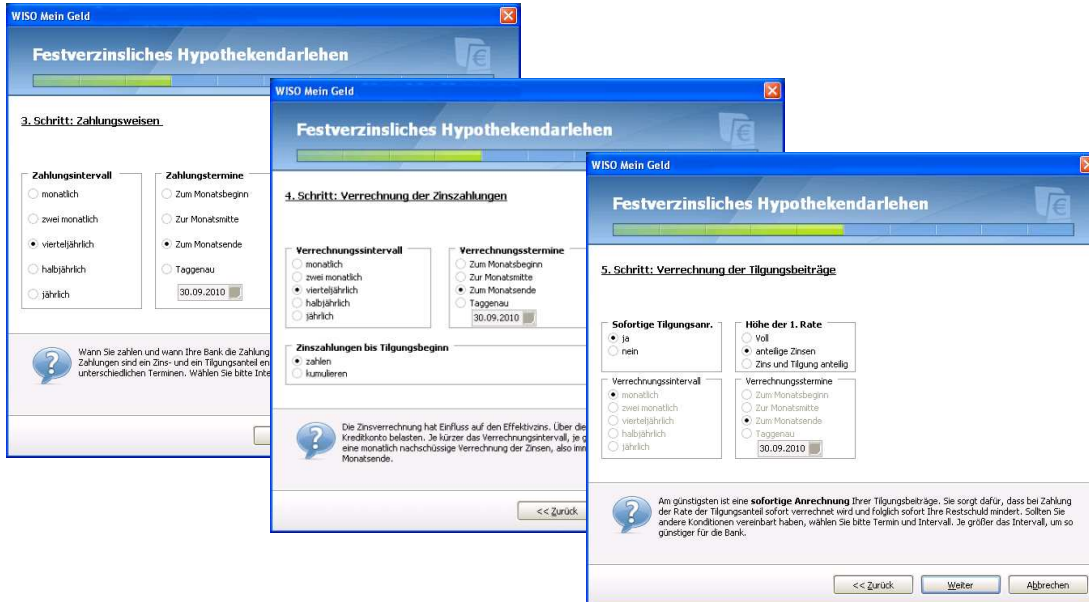 WISO Mein Geld
Festverzinsliches Hypothekendarlehen
3. Schritt: Zahlungsweisen
Zahlungsintervall
monatlich
zwei monatlich
vierteljährlich
halbjährlich
jährlich
Zahlungstermine
Zum Monatsbeginn
Zur Monatsmitte
Zum Monatsende
Taggenau
30.09.2010
Wann Sie zahlen und wann Ihre Bank die Zahlung
Zahlungen sind ein Zins- und ein Tilgungsanteil en
unterschiedlichen Terminen. Wählen Sie bitte Inte
WISO Mein Geld
Festverzinsliches Hypothekendarlehen
4. Schritt: Verrechnung der Zinszahlungen
Verrechnungssintervall
monatlich
zwei monatlich
vierteljährlich
halbjährlich
jährlich
Verrechnungsstermine
Zum Monatsbeginn
Zur Monatsmitte
Zum Monatsende
Taggenau
30.09.2010
Zinszahlungen bis Tilgungsbeginn
zahlen
kumulieren
Die Zinsverrechnung hat Einfluss auf den Effektivzins. Über die
Kreditkonto belasten. Je kürzer das Verrechnungsintervall, je g
eine monatlich nachschüssige Verrechnung der Zinsen, also imm
Monatsende.
<< Zurück
WISO Mein Geld
Festverzinsliches Hypothekendarlehen
5. Schritt: Verrechnung der Tilgungsbeiträge
Sofortige Tilgungsanr.
ja
nein
Höhe der 1. Rate
Voll
anteilige Zinsen
Zins und Tilgung anteilig
Verrechnungssintervall
monatlich
zwei monatlich
vierteljährlich
halbjährlich
jährlich
Verrechnungsstermine
Zum Monatsbeginn
Zur Monatsmitte
Zum Monatsende
Taggenau
30.09.2010
Am günstigsten ist eine sofortige Anrechnung Ihrer Tilgungsbeiträge. Sie sorgt dafür, dass bei Zahlung
der Rate der Tilgungsanteil sofort verrechnet wird und folglich sofort Ihre Restschuld mindert. Sollten Sie
andere Konditionen vereinbart haben, wählen Sie bitte Termin und Intervall. Je größer das Intervall, um so
günstiger für die Bank.
<< Zurück
Weiter
Abbrechen